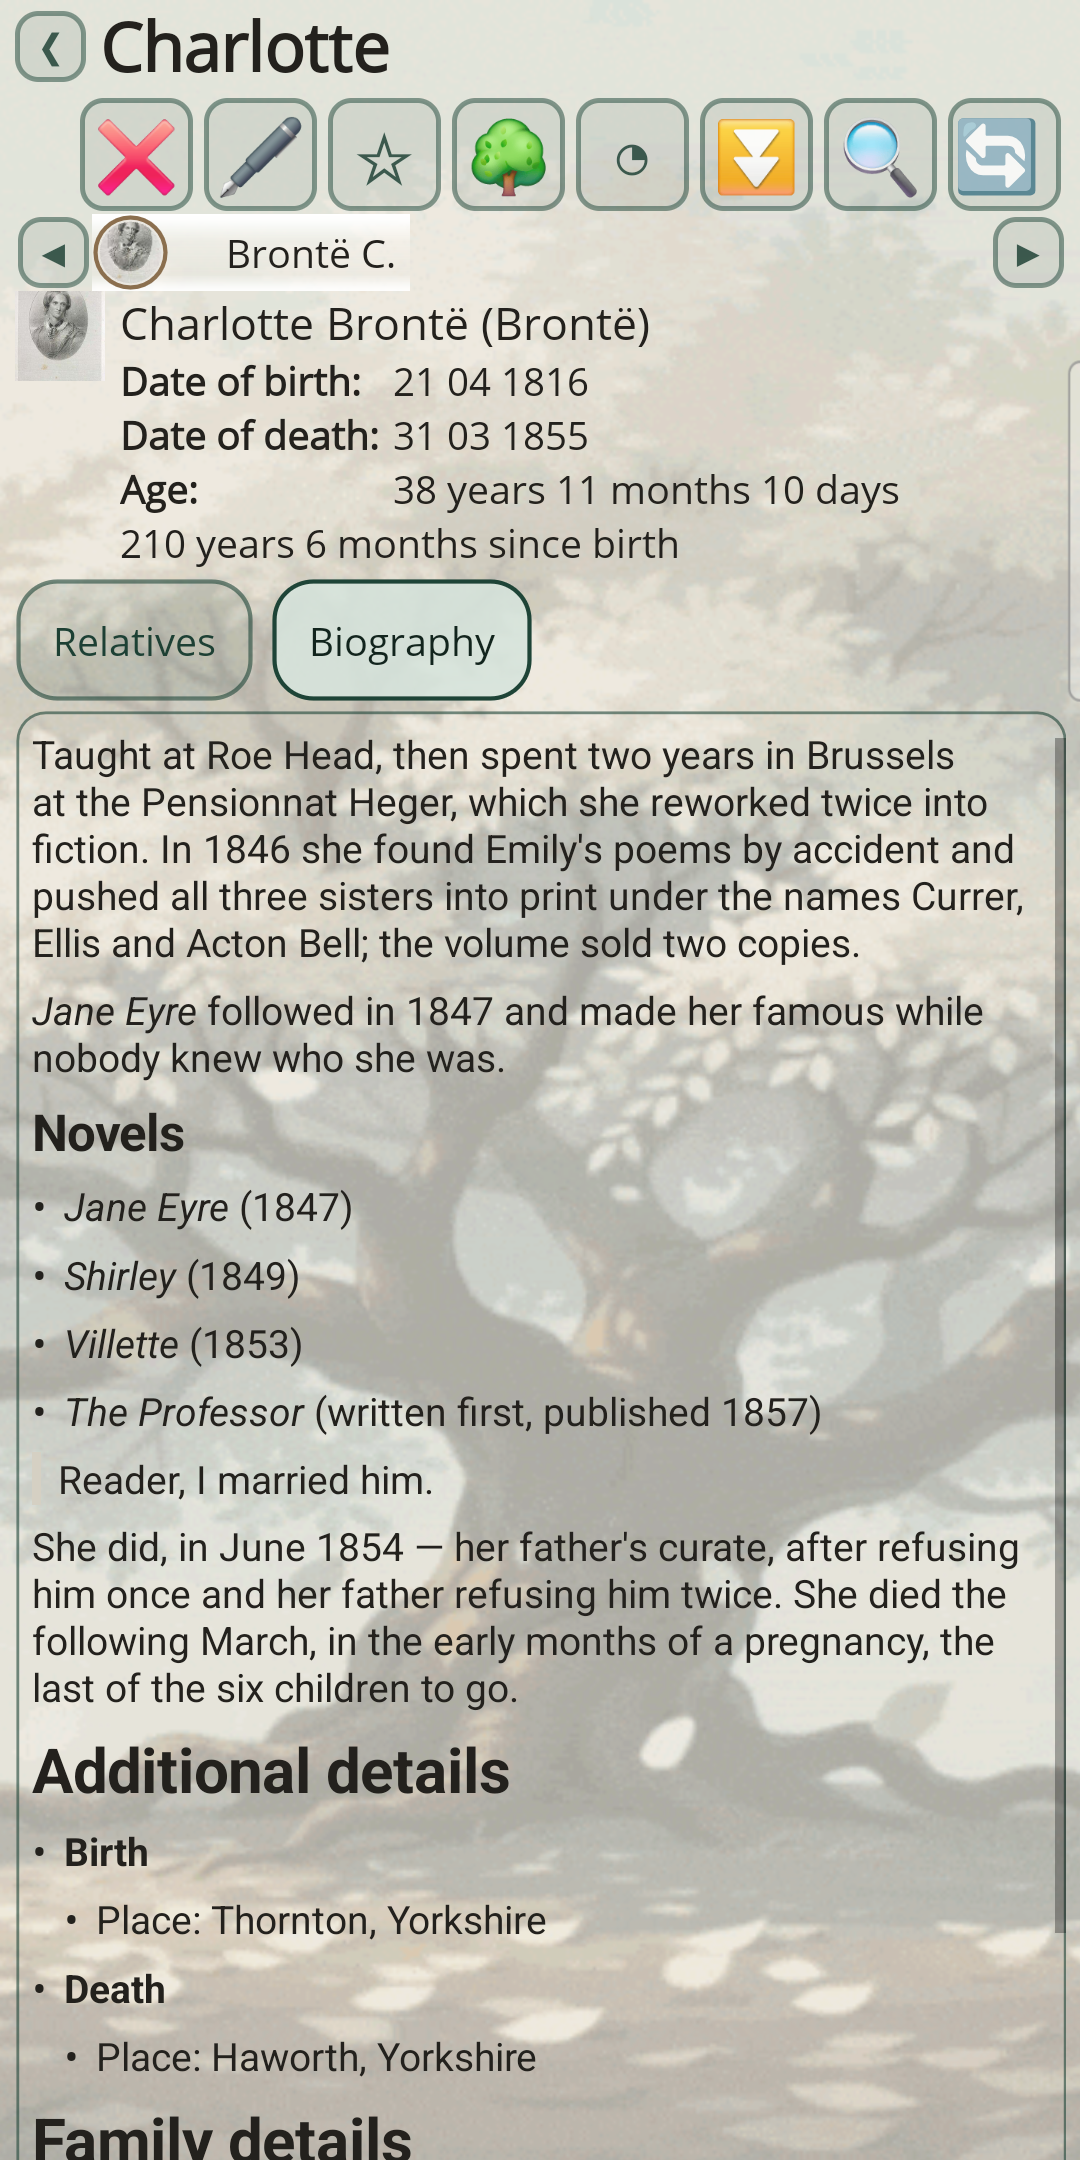 Charlotte
Brontë C.
Charlotte Brontë (Brontë)
Date of birth: 21 04 1816
Date of death: 31 03 1855
Age: 38 years 11 months 10 days
210 years 6 months since birth
Relatives Biography
Taught at Roe Head, then spent two years in Brussels
at the Pensionnat Heger, which she reworked twice into
fiction. In 1846 she found Emily's poems by accident and
pushed all three sisters into print under the names Currer,
Ellis and Acton Bell; the volume sold two copies.
Jane Eyre followed in 1847 and made her famous while
nobody knew who she was.
Novels
• Jane Eyre (1847)
• Shirley (1849)
• Villette (1853)
• The Professor (written first, published 1857)
Reader, I married him.
She did, in June 1854 — her father's curate, after refusing
him once and her father refusing him twice. She died the
following March, in the early months of a pregnancy, the
last of the six children to go.
Additional details
• Birth
• Place: Thornton, Yorkshire
• Death
• Place: Haworth, Yorkshire
Family details